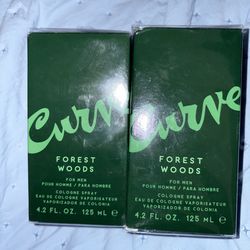 Curve
FOREST
WOODS
FOR MEN
POUR HOMME / PARA HOMBRE
COLOGNE SPRAY
EAU DE COLOGNE VAPORISATEUR
VAPORIZADOR DE COLONIA
4.2 FL. OZ. 125 ML ℮
Curve
FOREST
WOODS
FOR MEN
POUR HOMME / PARA HOMBRE
COLOGNE SPRAY
EAU DE COLOGNE VAPORISATEUR
VAPORIZADOR DE COLONIA
4.2 FL. OZ. 125 ML ℮